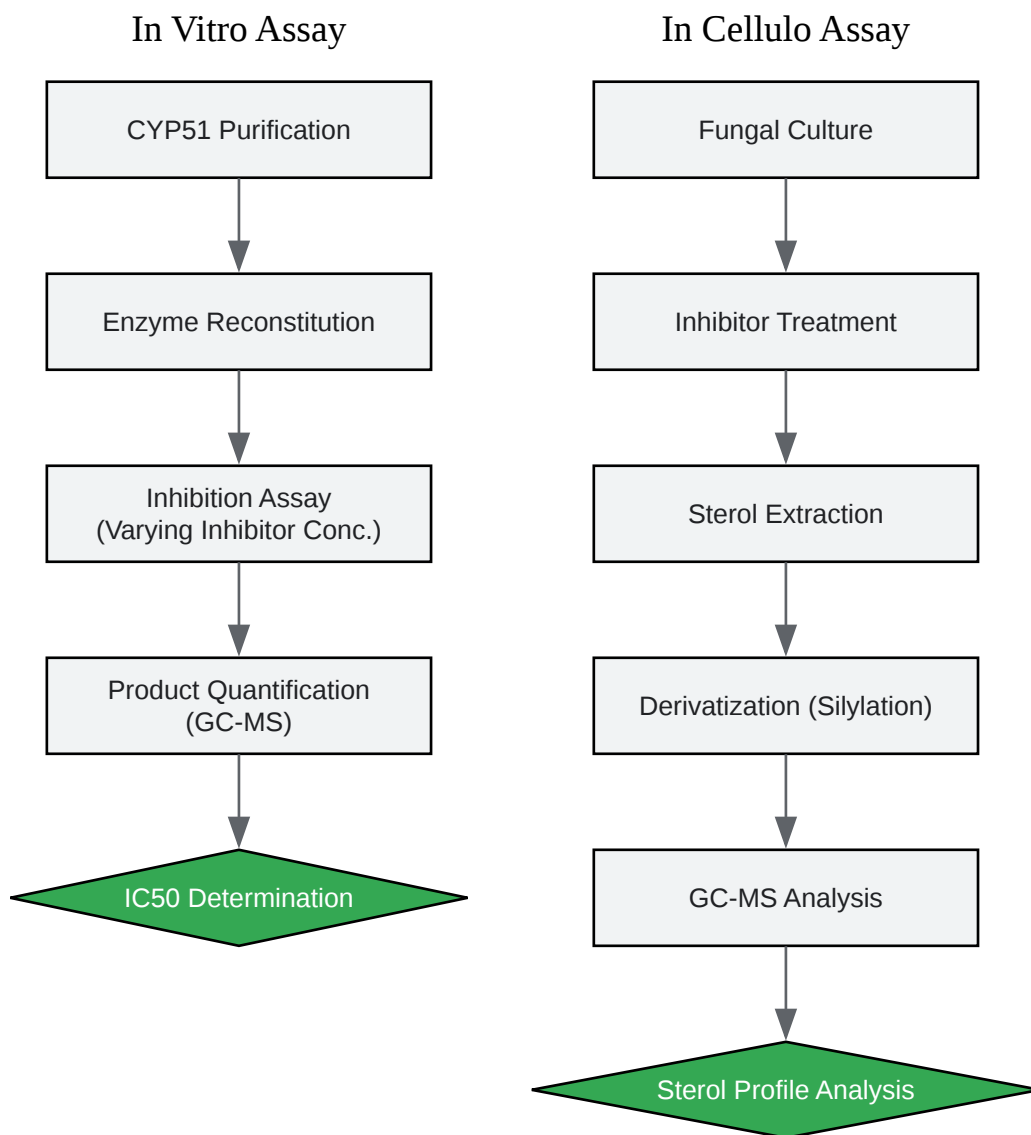 In Vitro Assay
CYP51 Purification
Enzyme Reconstitution
Inhibition Assay
(Varying Inhibitor Conc.)
Product Quantification
(GC-MS)
IC50 Determination
In Cellulo Assay
Fungal Culture
Inhibitor Treatment
Sterol Extraction
Derivatization (Silylation)
GC-MS Analysis
Sterol Profile Analysis